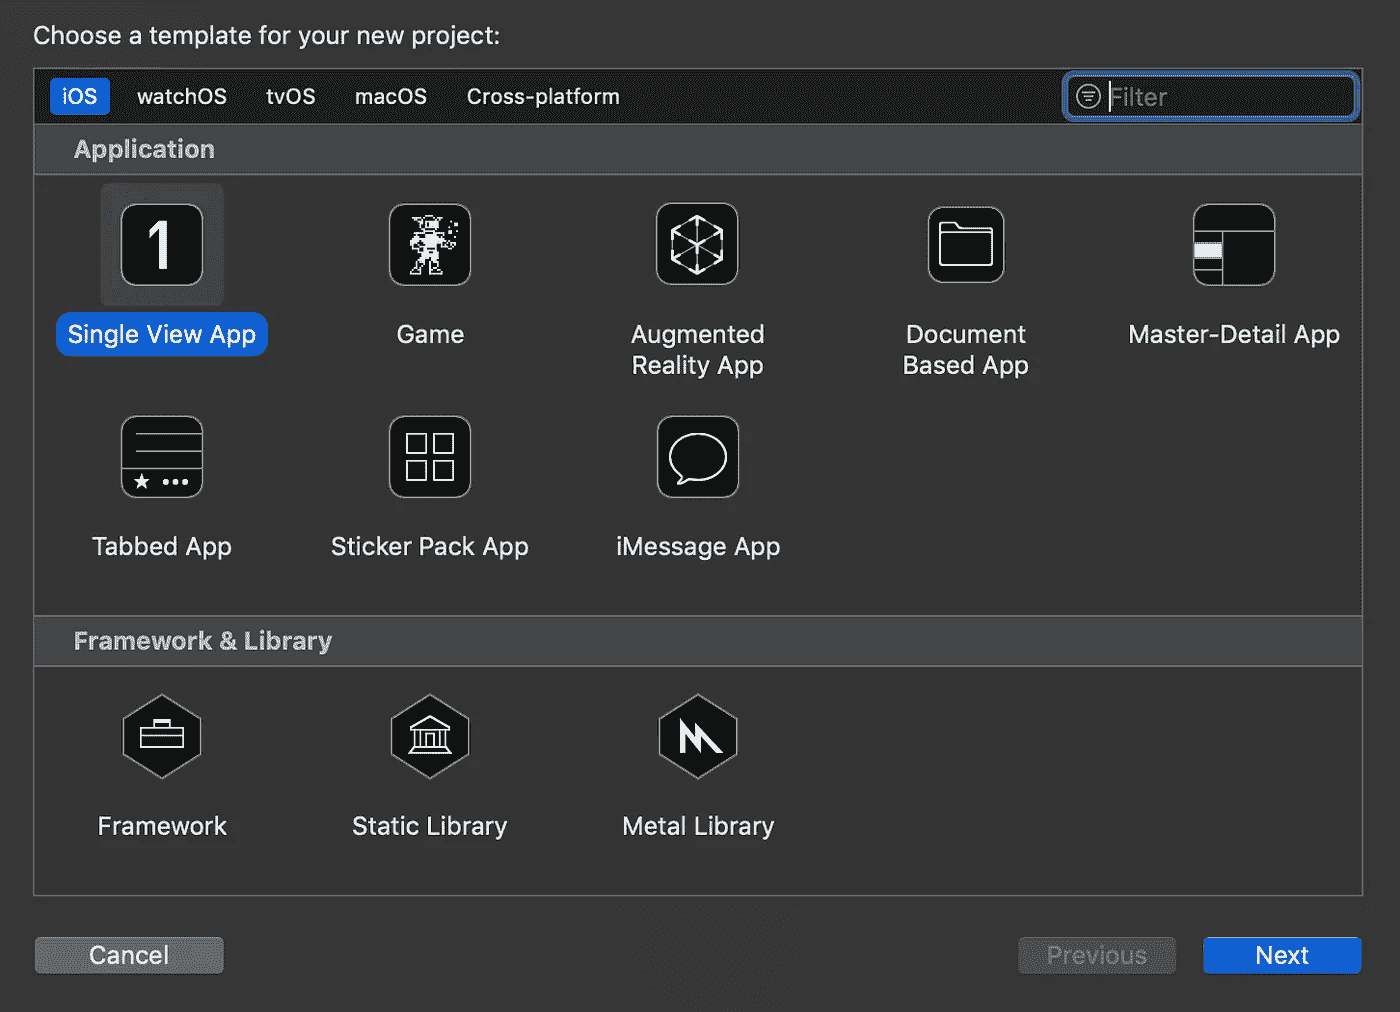 Choose a template for your new project:
iOS watchOS tvOS macOS Cross-platform Filter
Application
1
Single View App Game Augmented Reality App Document Based App Master-Detail App
Tabbed App Sticker Pack App iMessage App
Framework & Library
Framework Static Library Metal Library
Cancel Previous Next